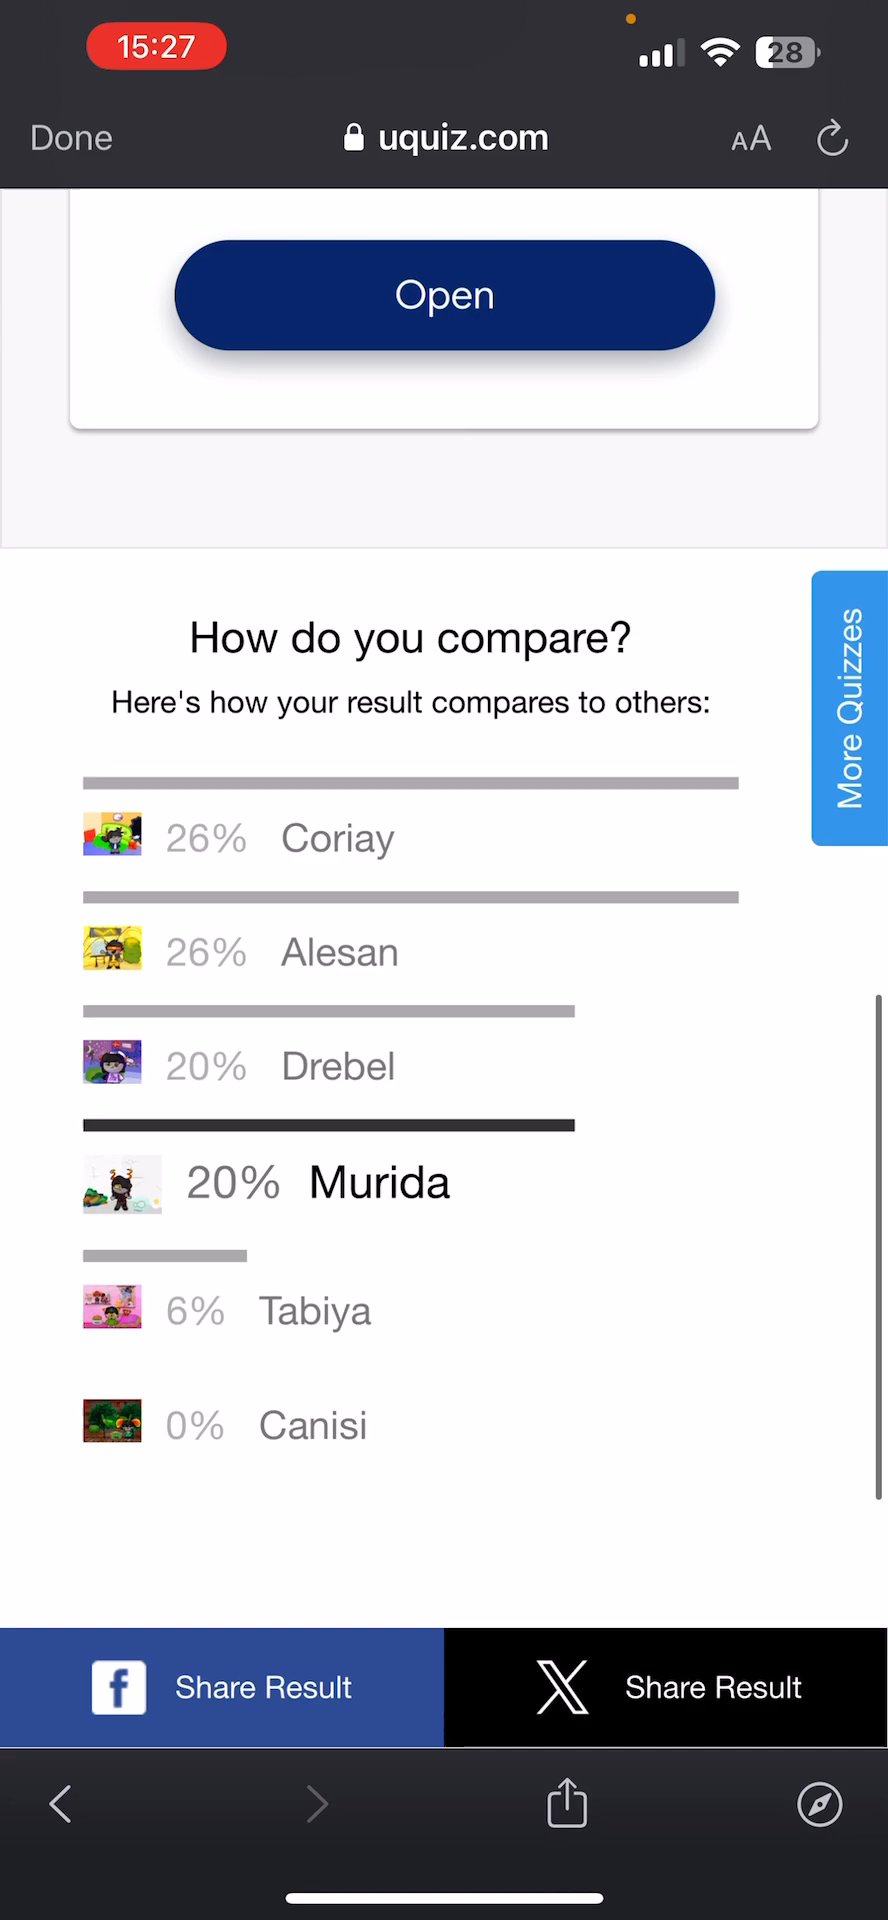 15:27
28
Done
uquiz.com
AA
Open
How do you compare?
Here's how your result compares to others:
More Quizzes
26% Coriay
26% Alesan
20% Drebel
20% Murida
6% Tabiya
0% Canisi
Share Result
Share Result